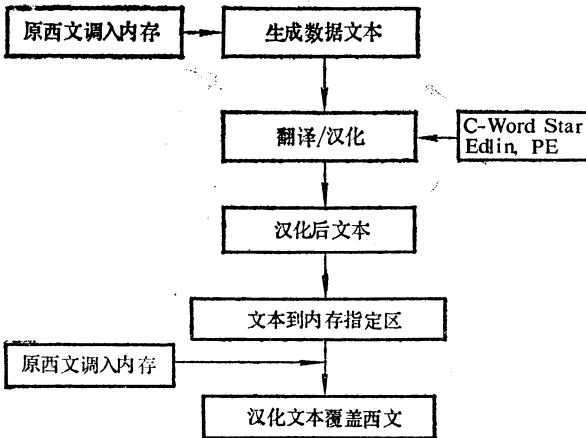 原西文调入内存
生成数据文本
翻译/汉化
C-Word Star
Edlin, PE
汉化后文本
文本到内存指定区
原西文调入内存
汉化文本覆盖西文